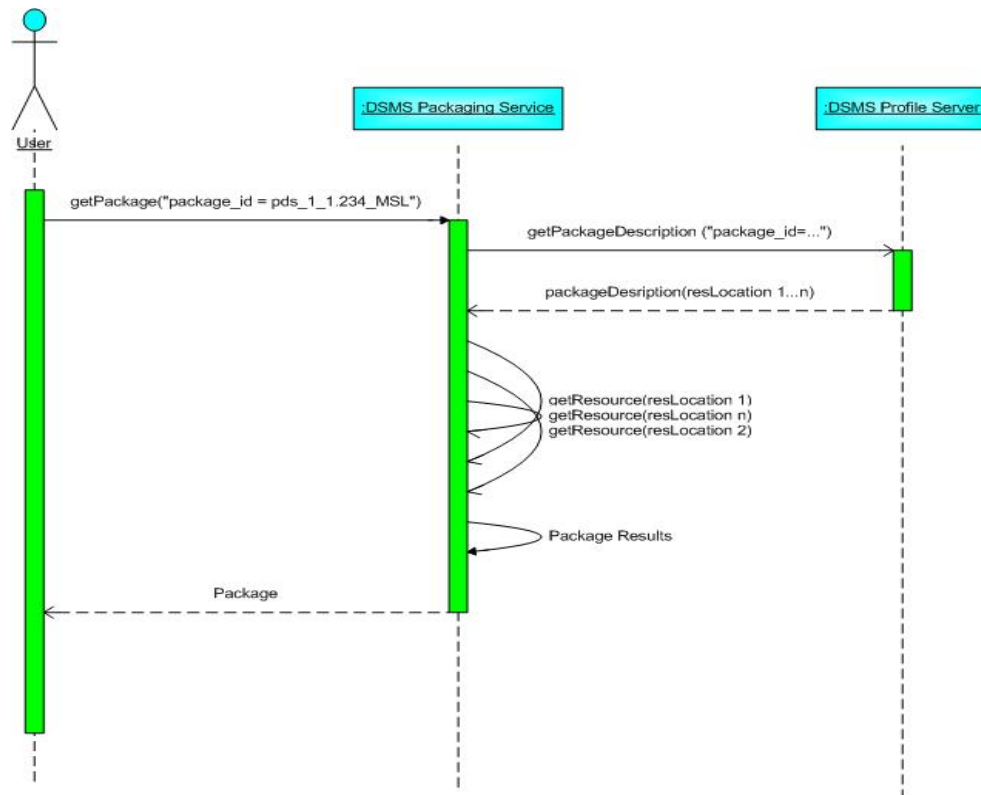 :DSMS Packaging Service
:DSMS Profile Server
User
getPackage("package_id = pds_1_1.234_MSL")
getPackageDescription ("package_id=...")
packageDesription(resLocation 1...n)
getResource(resLocation 1)
getResource(resLocation n)
getResource(resLocation 2)
Package Results
Package